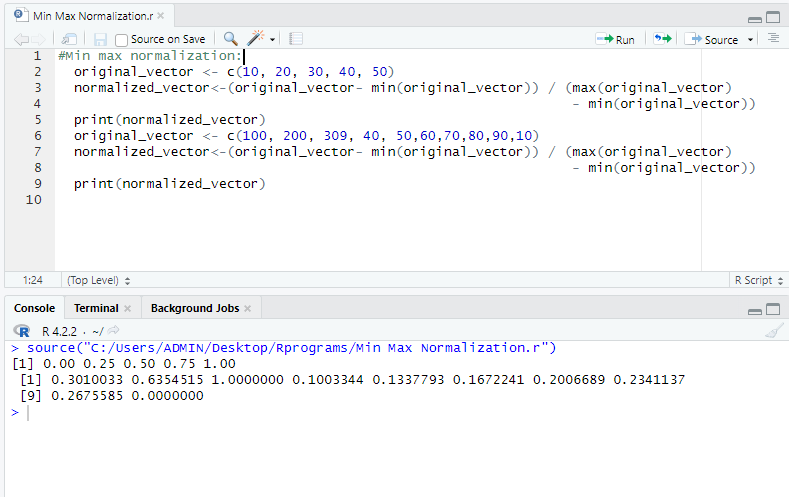 Min Max Normalization.r ×
Source on Save Run Source
1 #Min max normalization:
2 original_vector <- c(10, 20, 30, 40, 50)
3 normalized_vector<-(original_vector- min(original_vector)) / (max(original_vector)
4 - min(original_vector))
5 print(normalized_vector)
6 original_vector <- c(100, 200, 309, 40, 50,60,70,80,90,10)
7 normalized_vector<-(original_vector- min(original_vector)) / (max(original_vector)
8 - min(original_vector))
9 print(normalized_vector)
10
1:24 (Top Level) R Script
Console Terminal × Background Jobs ×
R R 4.2.2 · ~/
> source("C:/Users/ADMIN/Desktop/Rprograms/Min Max Normalization.r")
[1] 0.00 0.25 0.50 0.75 1.00
[1] 0.3010033 0.6354515 1.0000000 0.1003344 0.1337793 0.1672241 0.2006689 0.2341137
[9] 0.2675585 0.0000000
>